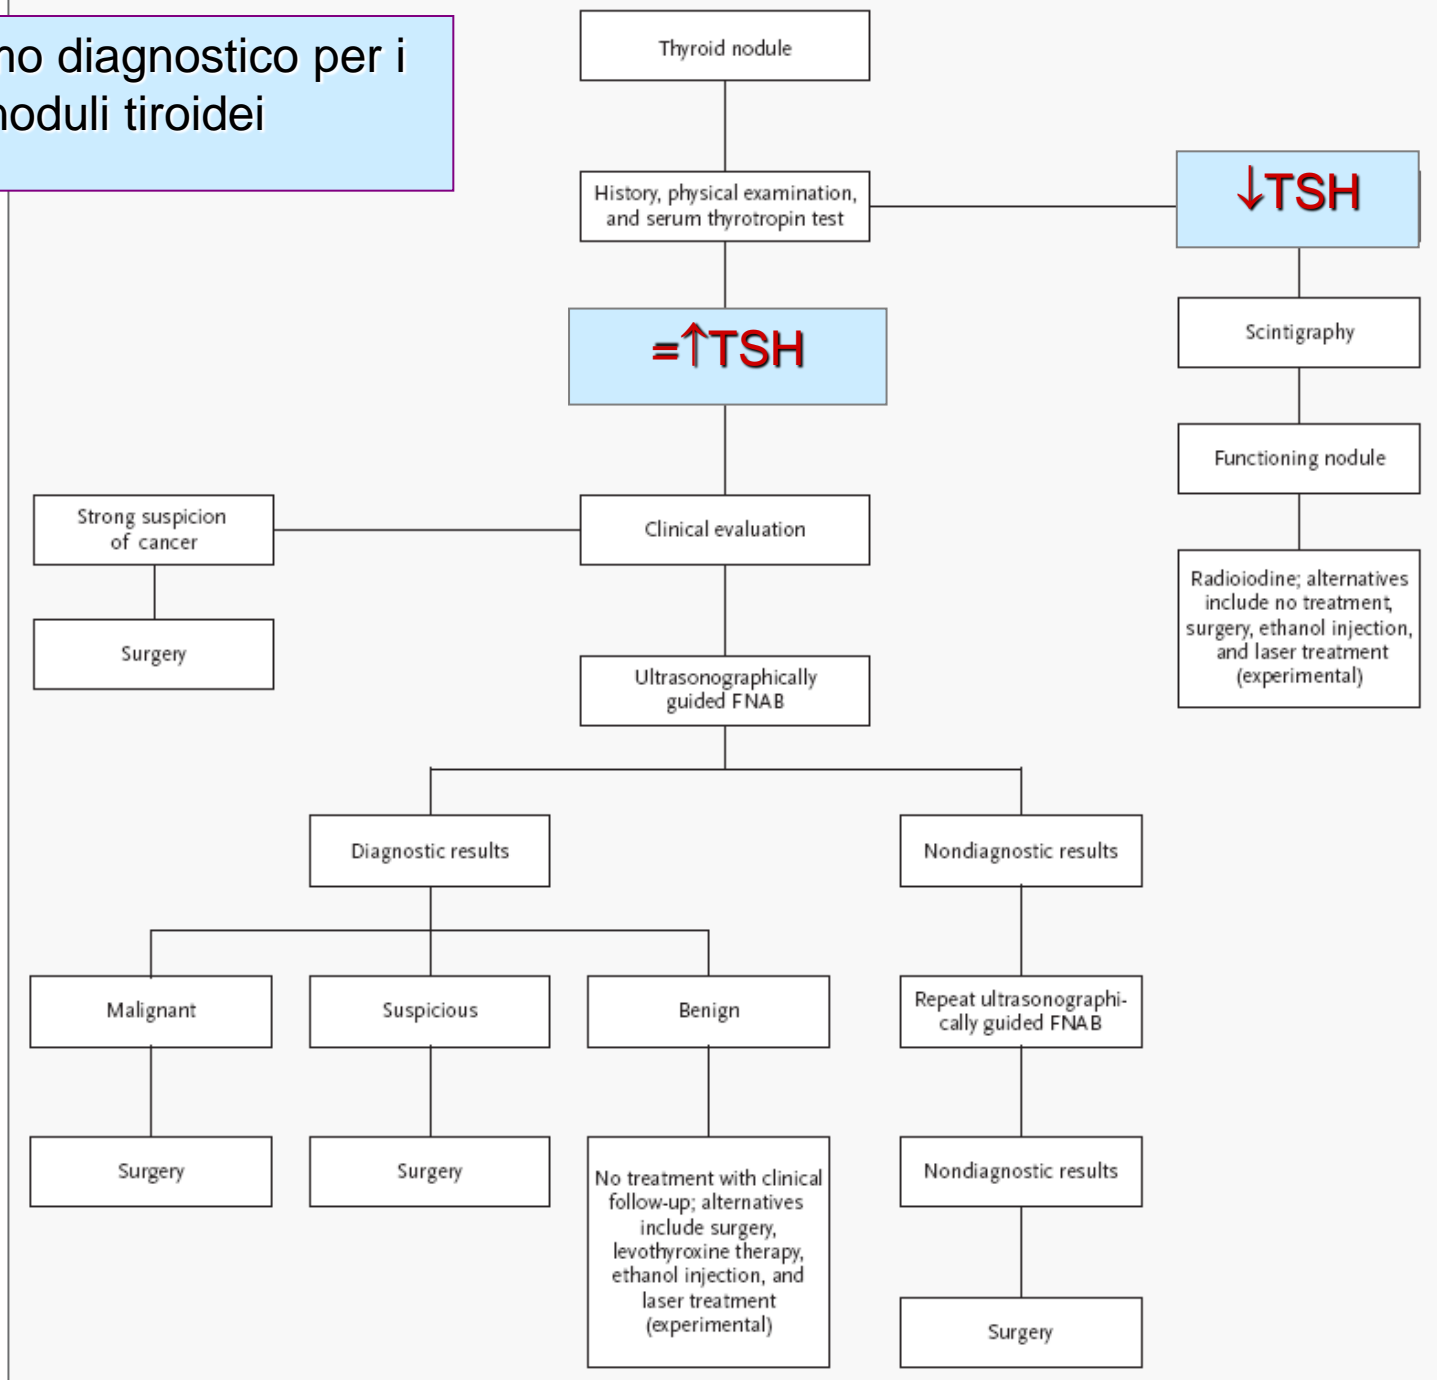 mo diagnostico per i
noduli tiroidei
Thyroid nodule
History, physical examination,
and serum thyrotropin test
↓TSH
=↑TSH
Scintigraphy
Functioning nodule
Radioiodine; alternatives
include no treatment,
surgery, ethanol injection,
and laser treatment
(experimental)
Strong suspicion
of cancer
Clinical evaluation
Surgery
Ultrasonographically
guided FNAB
Diagnostic results
Nondiagnostic results
Malignant
Suspicious
Benign
Repeat ultrasonographi-
cally guided FNAB
Surgery
Surgery
No treatment with clinical
follow-up; alternatives
include surgery,
levothyroxine therapy,
ethanol injection, and
laser treatment
(experimental)
Nondiagnostic results
Surgery